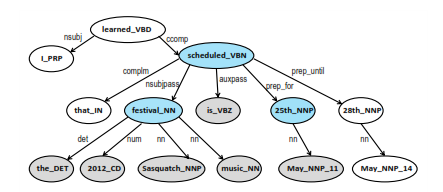 learned_VBD
nsubj
ccomp
I_PRP
scheduled_VBN
complm
nsubjpass
auxpass
prep_for
prep_until
that_IN
festival_NN
is_VBZ
25th_NNP
28th_NNP
det
num
nn
nn
nn
nn
the_DET
2012_CD
Sasquatch_NNP
music_NN
May_NNP_11
May_NNP_14